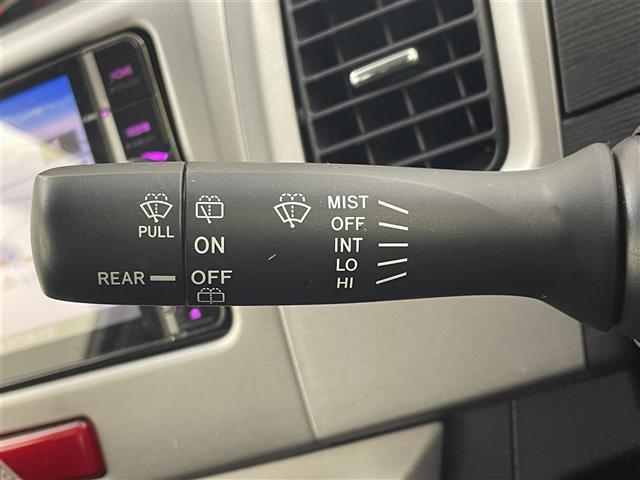 PULL
REAR
ON
OFF
MIST
OFF
INT
LO
HI